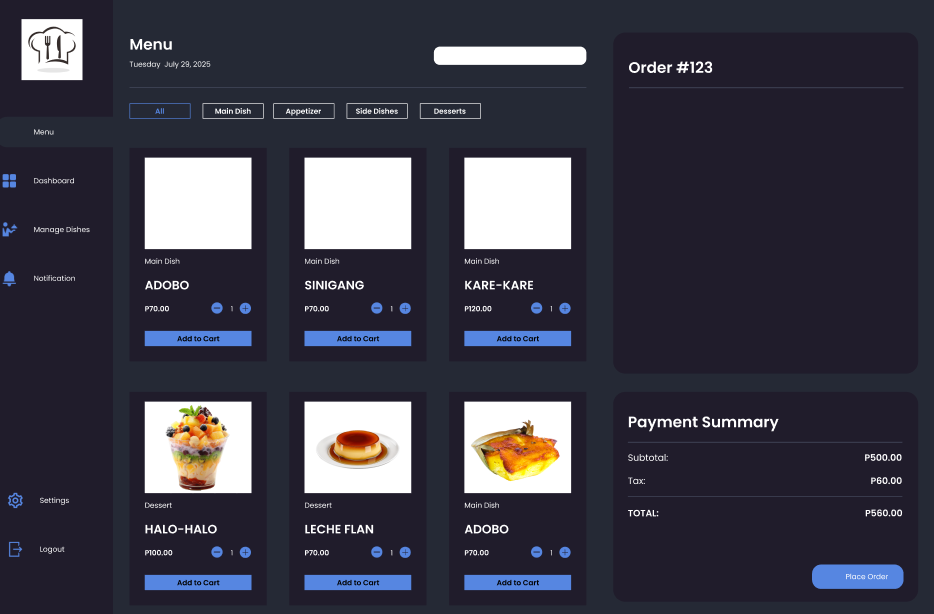 Menu
Dashboard
Manage Dishes
Notification
Settings
Logout
Menu
Tuesday July 29, 2025
All
Main Dish
Appetizer
Side Dishes
Desserts
Main Dish
ADOBO
P70.00
1
Add to Cart
Main Dish
SINIGANG
P70.00
1
Add to Cart
Main Dish
KARE-KARE
P120.00
1
Add to Cart
Dessert
HALO-HALO
P100.00
1
Add to Cart
Dessert
LECHE FLAN
P70.00
1
Add to Cart
Main Dish
ADOBO
P70.00
1
Add to Cart
Order #123
Payment Summary
Subtotal: P500.00
Tax: P60.00
TOTAL: P560.00
Place Order